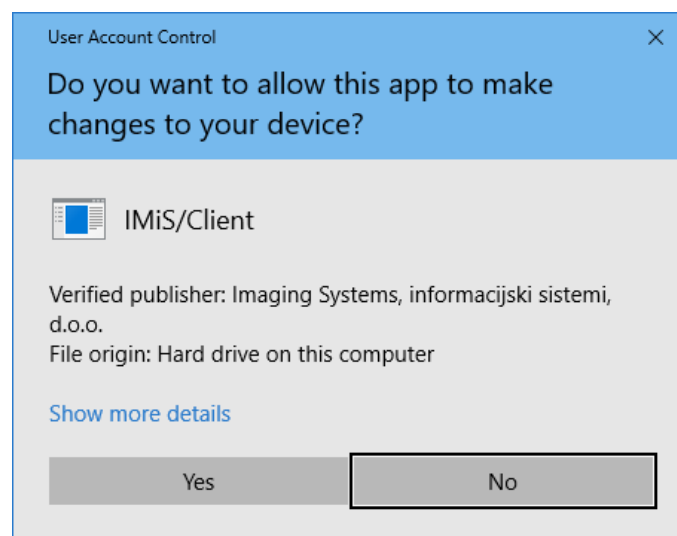 User Account Control
Do you want to allow this app to make
changes to your device?
IMiS/Client
Verified publisher: Imaging Systems, informacijski sistemi,
d.o.o.
File origin: Hard drive on this computer
Show more details
Yes
No